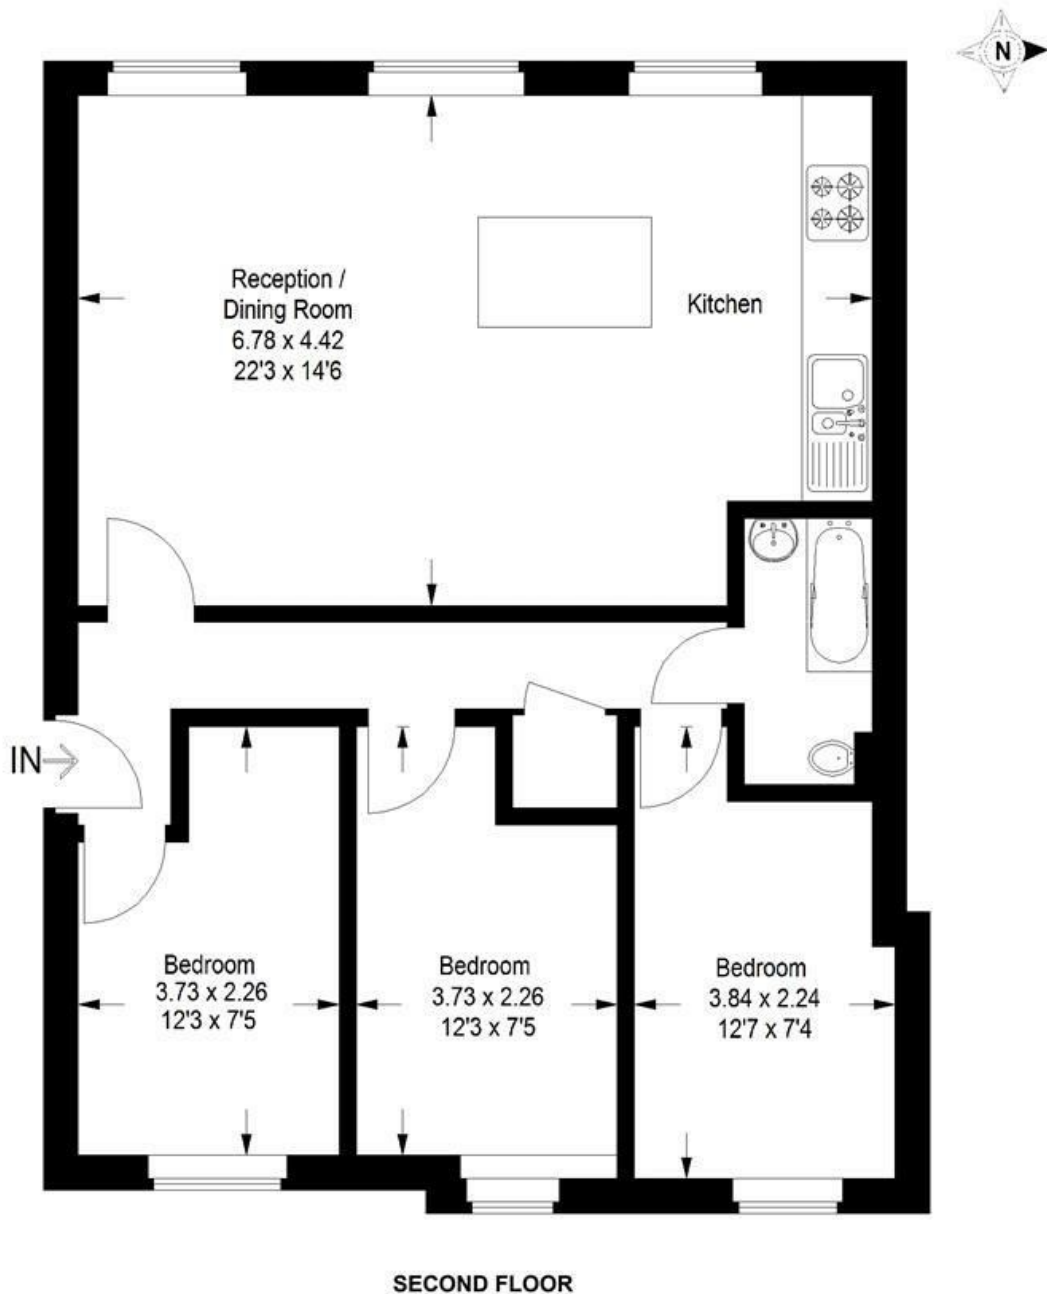 N
Reception /
Dining Room
6.78 x 4.42
22'3 x 14'6
Kitchen
IN
Bedroom
3.73 x 2.26
12'3 x 7'5
Bedroom
3.73 x 2.26
12'3 x 7'5
Bedroom
3.84 x 2.24
12'7 x 7'4
SECOND FLOOR